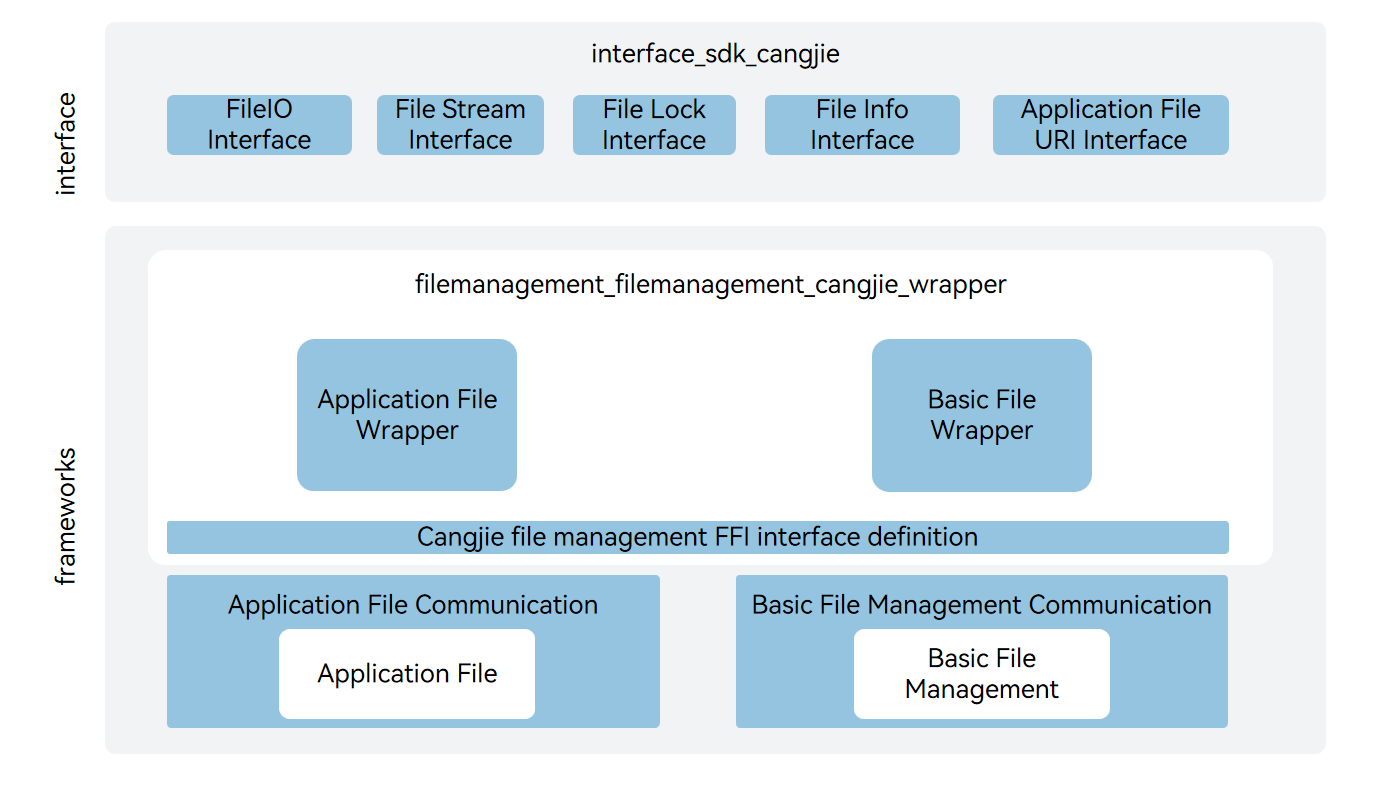 interface_sdk_cangjie
FileIO
Interface
File Stream
Interface
File Lock
Interface
File Info
Interface
Application File
URI Interface
interface
filemanagement_filemanagement_cangjie_wrapper
Application File
Wrapper
Basic File
Wrapper
Cangjie file management FFI interface definition
frameworks
Application File Communication
Application File
Basic File Management Communication
Basic File
Management